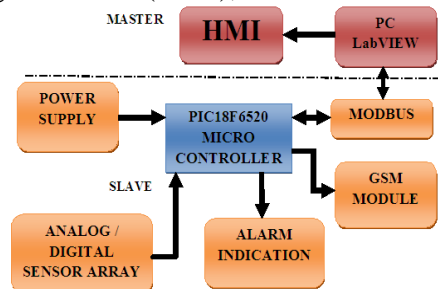 MASTER
HMI
PC
LabVIEW
POWER
SUPPLY
PIC18F6520
MICRO
CONTROLLER
MODBUS
SLAVE
GSM
MODULE
ANALOG /
DIGITAL
SENSOR ARRAY
ALARM
INDICATION